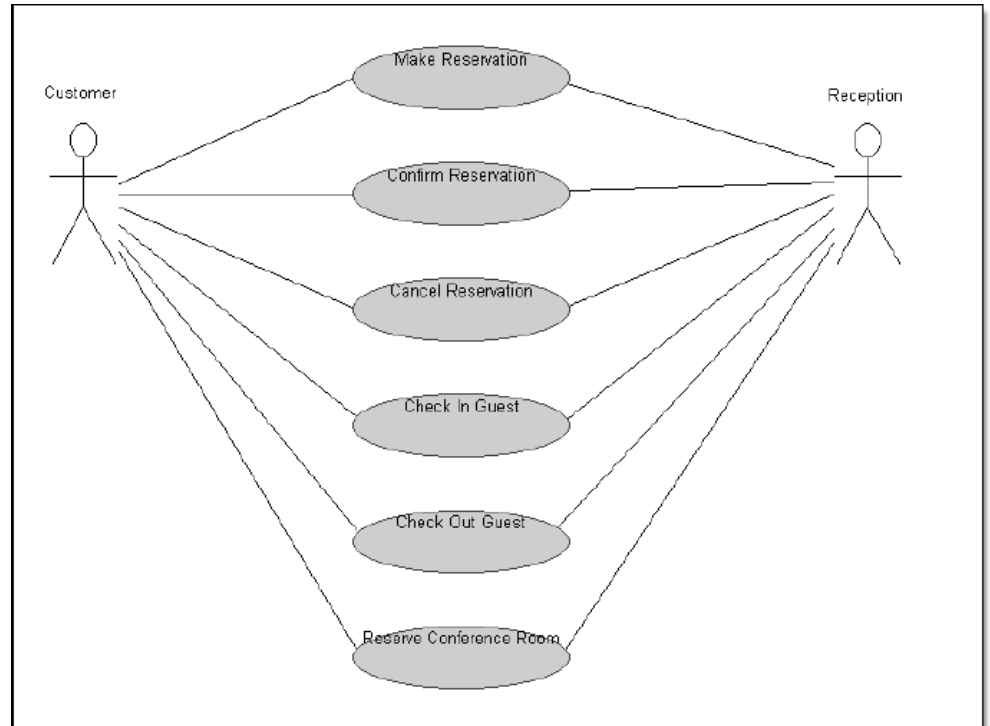 Make Reservation
Customer
Reception
Confirm Reservation
Cancel Reservation
Check In Guest
Check Out Guest
Reserve Conference Room